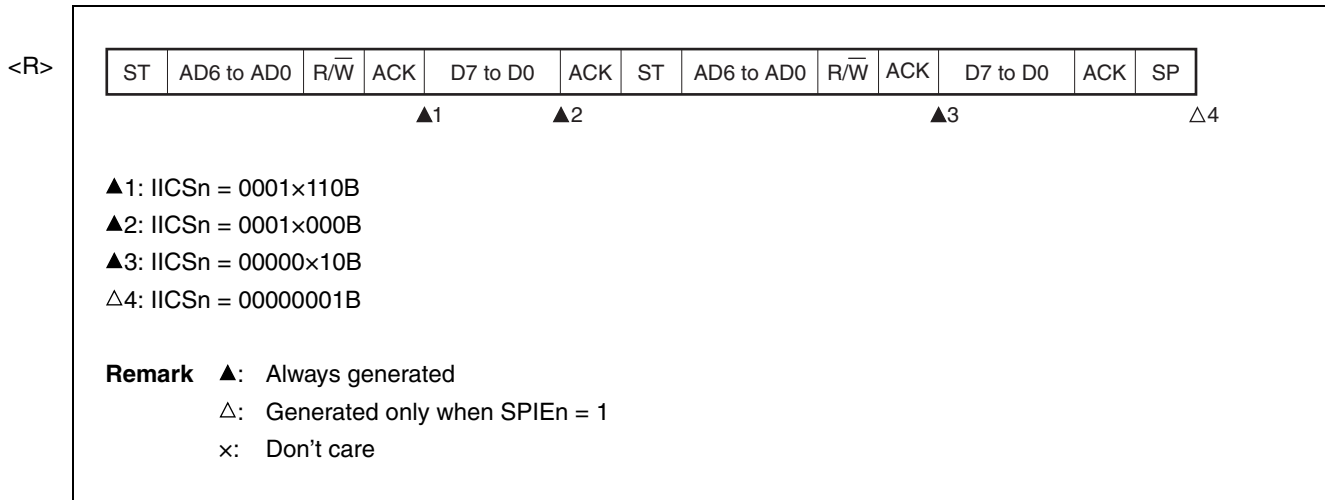 <R>
ST AD6 to AD0 R/W̅ ACK D7 to D0 ACK ST AD6 to AD0 R/W̅ ACK D7 to D0 ACK SP
▲1 ▲2 ▲3 △4
▲1: IICSn = 0001×110B
▲2: IICSn = 0001×000B
▲3: IICSn = 00000×10B
△4: IICSn = 00000001B
Remark ▲: Always generated
△: Generated only when SPIEn = 1
×: Don't care